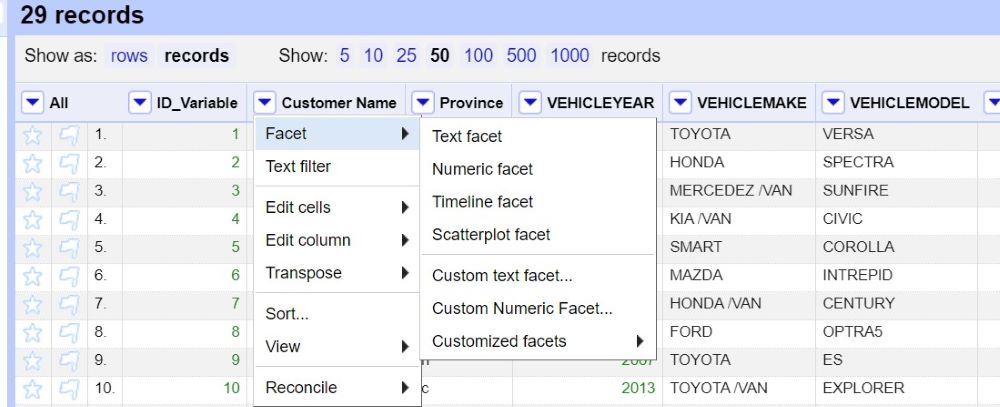 29 records
Show as: rows records Show: 5 10 25 50 100 500 1000 records
All ID_Variable Customer Name Province VEHICLEYEAR VEHICLEMAKE VEHICLEMODEL
1. 1 Facet Text facet TOYOTA VERSA
2. 2 Text filter Numeric facet HONDA SPECTRA
3. 3 Edit cells Timeline facet MERCEDEZ /VAN SUNFIRE
4. 4 Edit column Scatterplot facet KIA /VAN CIVIC
5. 5 Transpose Custom text facet... SMART COROLLA
6. 6 Sort... Custom Numeric Facet... MAZDA INTREPID
7. 7 View Customized facets HONDA /VAN CENTURY
8. 8 FORD OPTRA5
9. 9 2007 TOYOTA ES
10. 10 Reconcile c 2013 TOYOTA /VAN EXPLORER